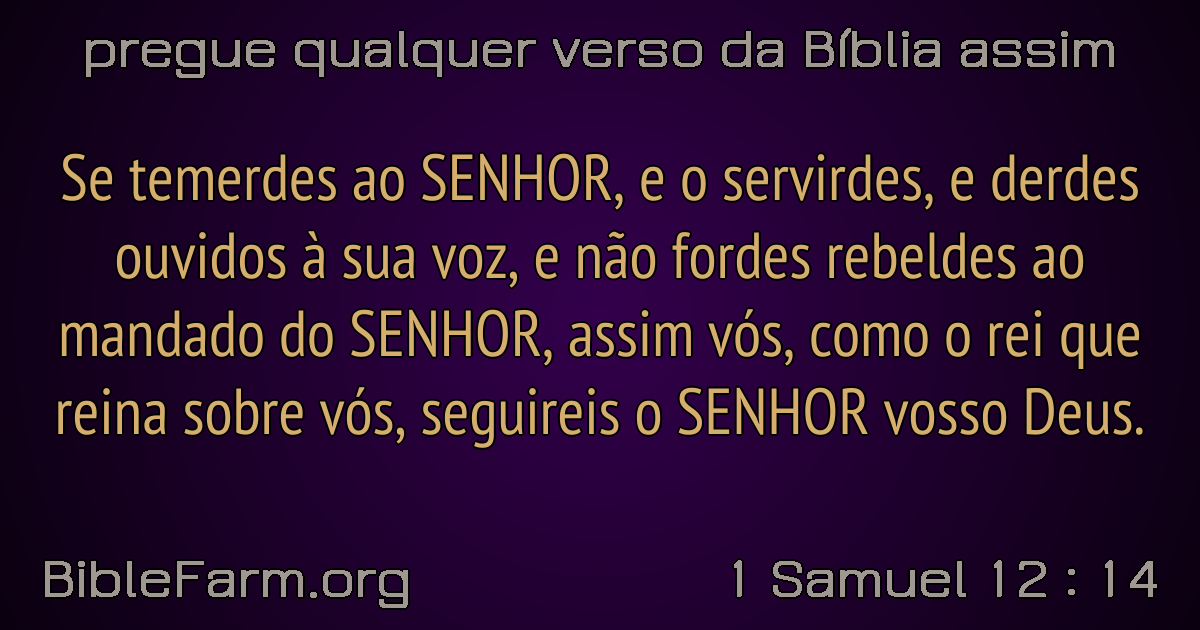 pregue qualquer verso da Bíblia assim
Se temerdes ao SENHOR, e o servirdes, e derdes
ouvidos à sua voz, e não fordes rebeldes ao
mandado do SENHOR, assim vós, como o rei que
reina sobre vós, seguireis o SENHOR vosso Deus.
BibleFarm.org
1 Samuel 12 : 14